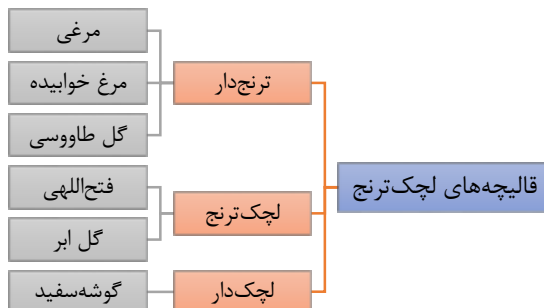 قالیچه‌های لچک‌ترنج
ترنج‌دار
مرغی
مرغ خوابیده
گل طاووسی
لچک‌ترنج
فتح‌اللهی
گل ابر
لچک‌دار
گوشه‌سفید